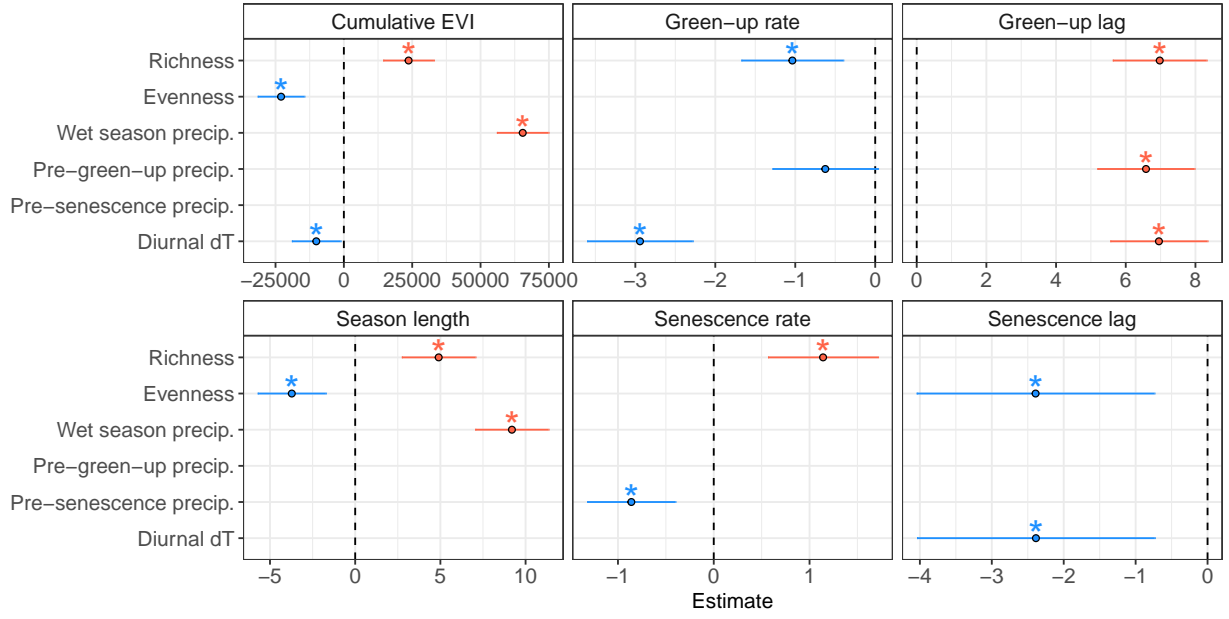 Cumulative EVI Green−up rate Green−up lag
Richness * * *
Evenness *
Wet season precip. *
Pre−green−up precip. *
Pre−senescence precip.
Diurnal dT * * *
−25000 0 25000 50000 75000 −3 −2 −1 0 0 2 4 6 8
Season length Senescence rate Senescence lag
Richness * *
Evenness * *
Wet season precip. *
Pre−green−up precip.
Pre−senescence precip. *
Diurnal dT *
−5 0 5 10 −1 0 1 −4 −3 −2 −1 0
Estimate